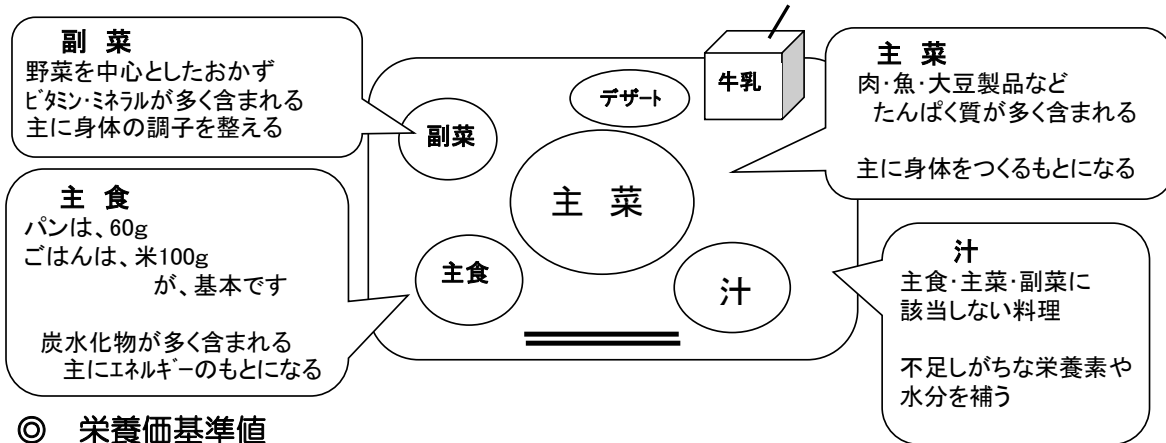 副 菜
野菜を中心としたおかず
ﾋﾞﾀﾐﾝ・ミネラルが多く含まれる
主に身体の調子を整える
主 食
パンは、60g
ごはんは、米100g
が、基本です
炭水化物が多く含まれる
主にｴﾈﾙｷﾞｰのもとになる
デザート
牛乳
副菜
主 菜
主食
汁
主 菜
肉・魚・大豆製品など
たんぱく質が多く含まれる
主に身体をつくるもとになる
汁
主食・主菜・副菜に
該当しない料理
不足しがちな栄養素や
水分を補う
◎ 栄養価基準値